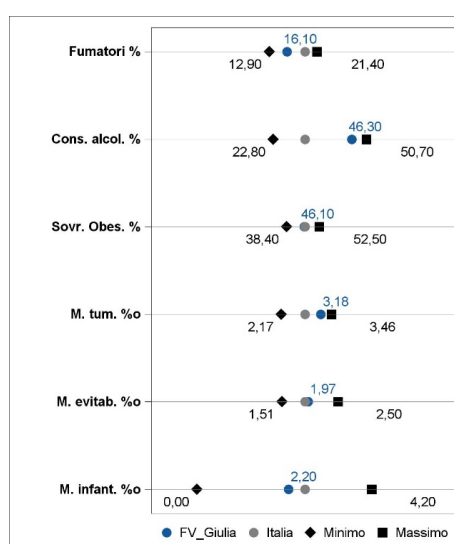 16,10
Fumatori %
12,90 21,40
46,30
Cons. alcol. %
22,80 50,70
46,10
Sovr. Obes. %
38,40 52,50
3,18
M. tum. %o
2,17 3,46
1,97
M. evitab. %o
1,51 2,50
2,20
M. infant. %o
0,00 4,20
FV_Giulia Italia Minimo Massimo